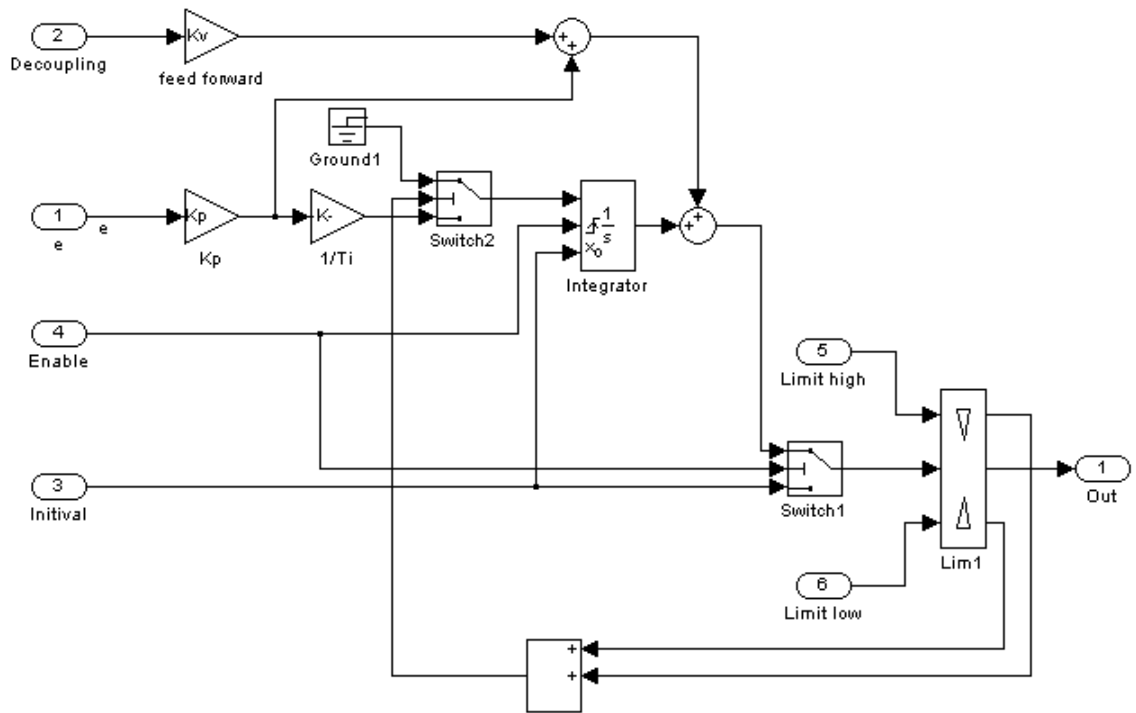 2
Decoupling
Kv
feed forward
+
+
Ground1
1
e
e
Kp
Kp
K-
1/Ti
Switch2
1
s
xo
Integrator
+
+
4
Enable
5
Limit high
3
Initival
Switch1
1
Out
Lim1
6
Limit low
+
+